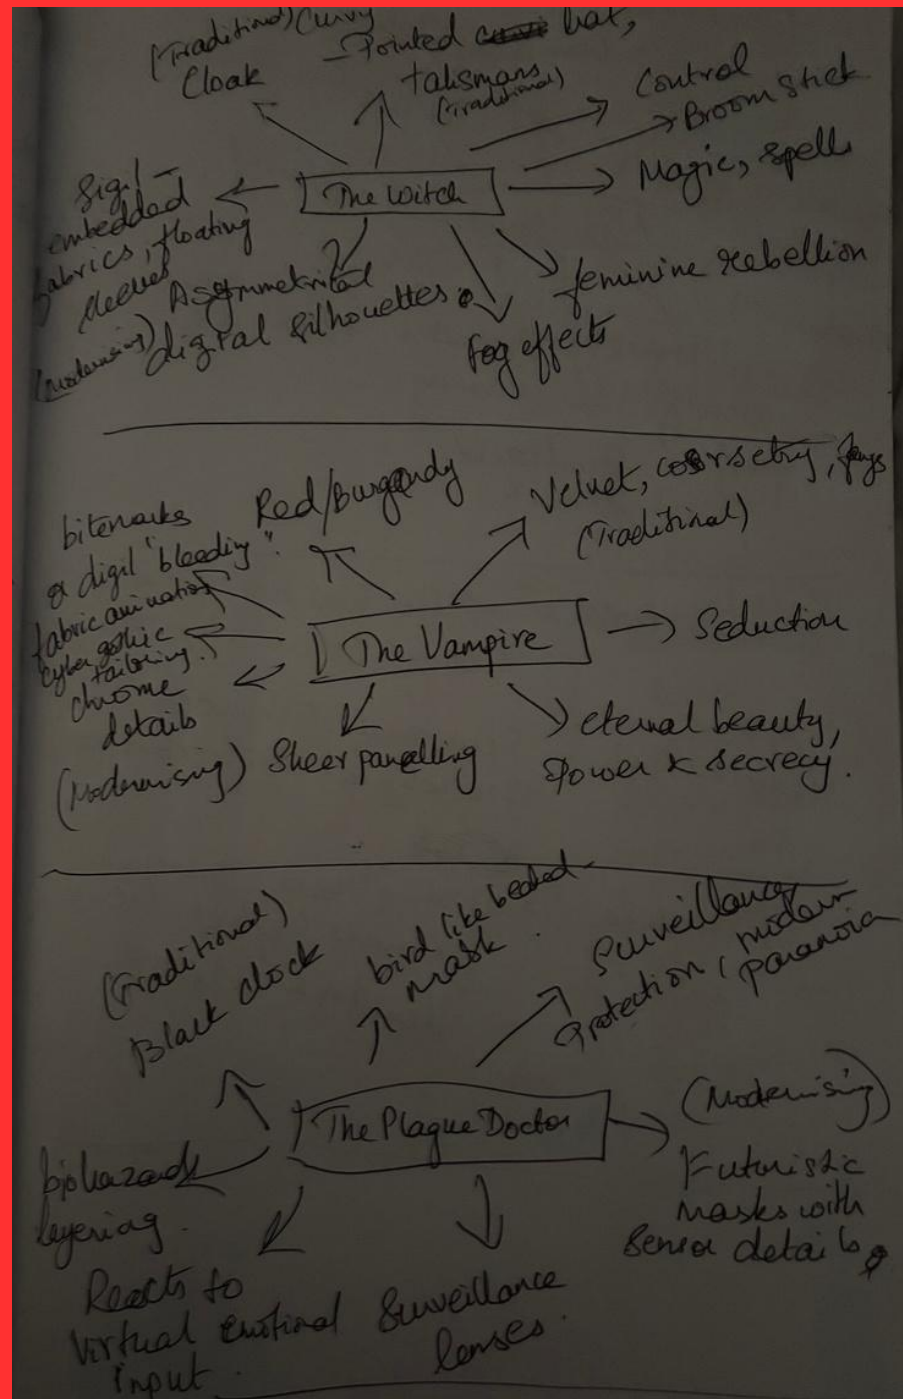 (Traditional) Curvy
Cloak
- Pointed hat,
talismans
(Traditional)
Control
Broom stick
Magic, spells
The Witch
Sigil -
embedded
fabrics, floating
sleeves
(modernising)
Asymmetrical
digital silhouettes.
Fog effects
feminine rebellion
bitemarks
or digital "bleeding".
fabric animation
cyber gothic
tailoring.
chrome
details
(Modernising)
Red/Burgandy
Velvet, corsetry, fangs
(Traditional)
The Vampire
Seduction
eternal beauty,
power & secrecy.
Sheer panelling
(Traditional)
Black clock
bird like beaked
mask.
Surveillance
Protection, modern
paranoia
The Plague Doctor
(Modernising)
Futuristic
masks with
sensor details.
biohazard
layering.
Reacts to
virtual emotinal
input.
Surveillance
lenses.